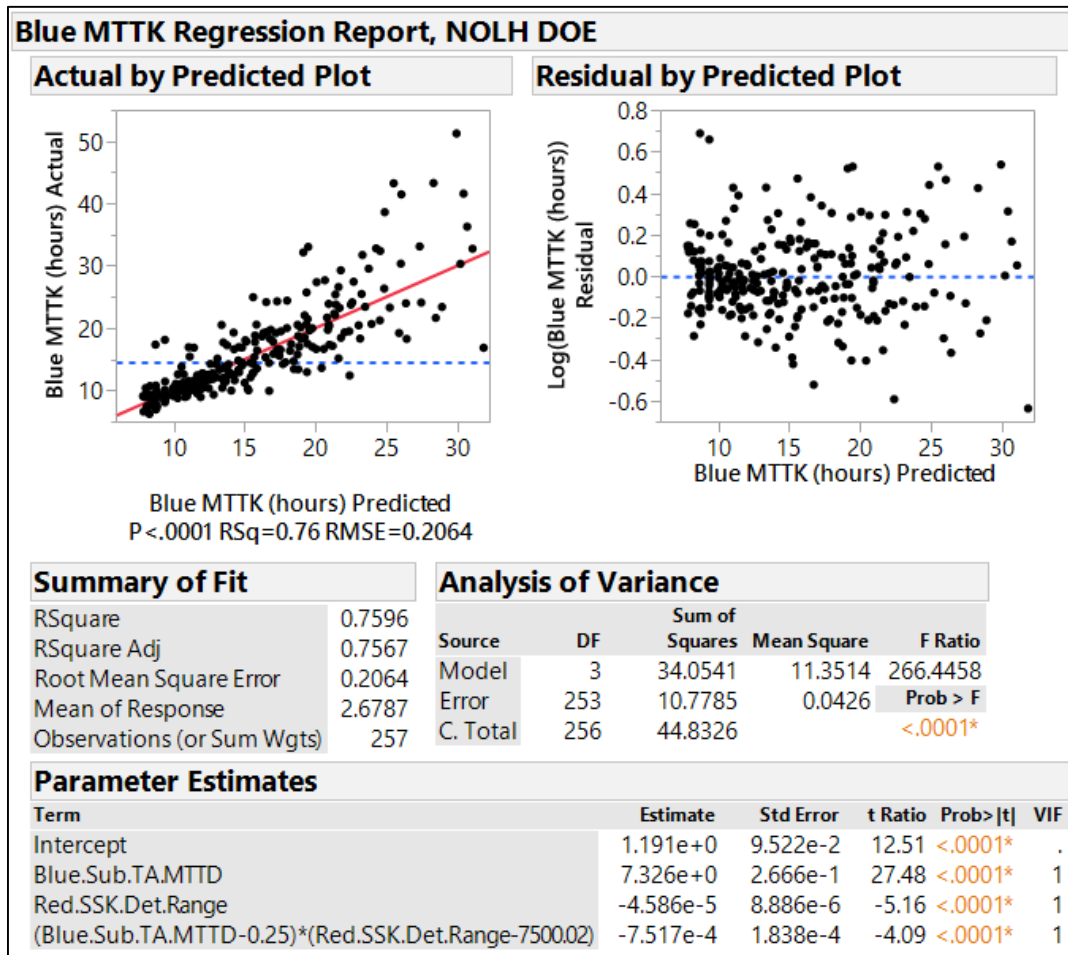 Blue MTTK Regression Report, NOLH DOE
Actual by Predicted Plot
Blue MTTK (hours) Actual
50
40
30
20
10
10 15 20 25 30
Blue MTTK (hours) Predicted
P<.0001 RSq=0.76 RMSE=0.2064
Residual by Predicted Plot
Log(Blue MTTK (hours))
Residual
0.8
0.6
0.4
0.2
0.0
-0.2
-0.4
-0.6
10 15 20 25 30
Blue MTTK (hours) Predicted
Summary of Fit
RSquare 0.7596
RSquare Adj 0.7567
Root Mean Square Error 0.2064
Mean of Response 2.6787
Observations (or Sum Wgts) 257
Analysis of Variance
Sum of
Source DF Squares Mean Square F Ratio
Model 3 34.0541 11.3514 266.4458
Error 253 10.7785 0.0426 Prob > F
C. Total 256 44.8326 <.0001*
Parameter Estimates
Term Estimate Std Error t Ratio Prob>|t| VIF
Intercept 1.191e+0 9.522e-2 12.51 <.0001* .
Blue.Sub.TA.MTTD 7.326e+0 2.666e-1 27.48 <.0001* 1
Red.SSK.Det.Range -4.586e-5 8.886e-6 -5.16 <.0001* 1
(Blue.Sub.TA.MTTD-0.25)*(Red.SSK.Det.Range-7500.02) -7.517e-4 1.838e-4 -4.09 <.0001* 1